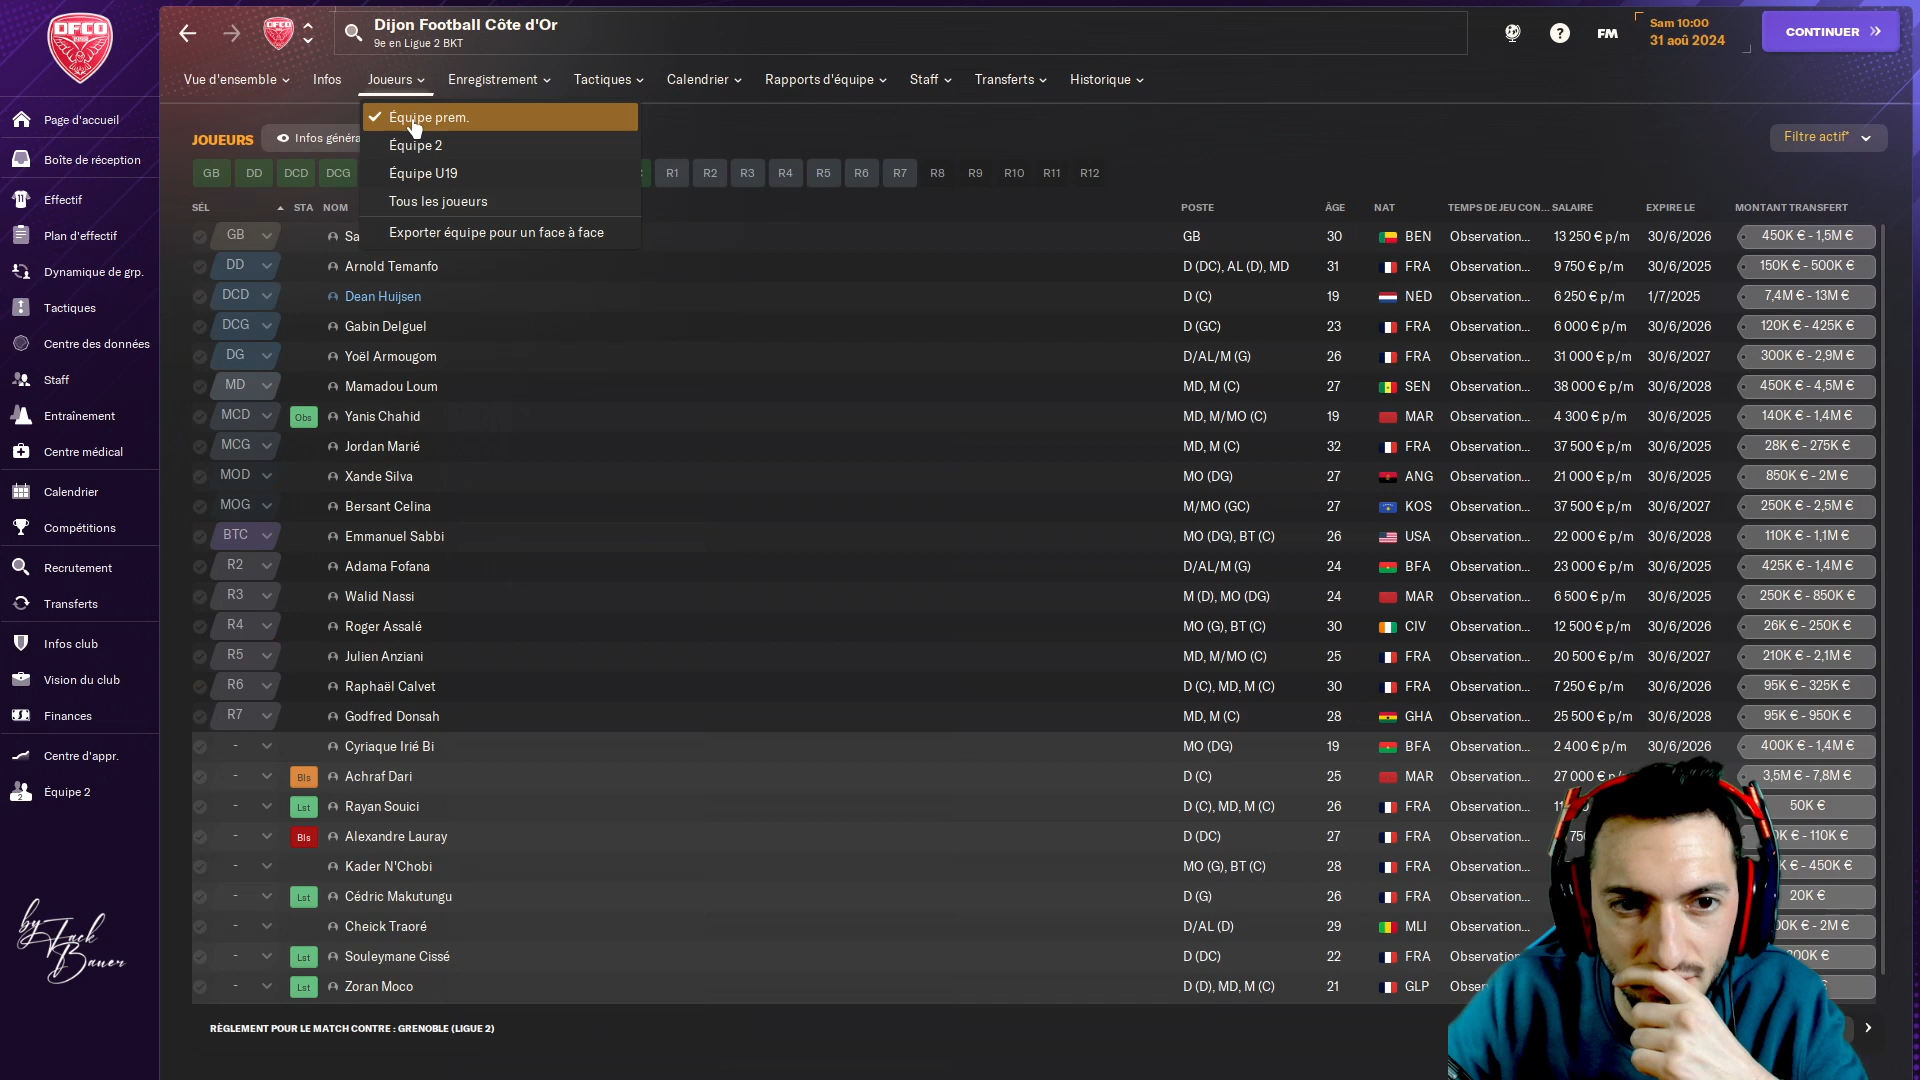 DFCO
Dijon Football Côte d'Or
9e en Ligue 2 BKT
FM
Sam 10:00
31 aoû 2024
CONTINUER
Vue d'ensemble
Infos
Joueurs
Enregistrement
Tactiques
Calendrier
Rapports d'équipe
Staff
Transferts
Historique
Page d'accueil
Boîte de réception
Effectif
Plan d'effectif
Dynamique de grp.
Tactiques
Centre des données
Staff
Entraînement
Centre médical
Calendrier
Compétitions
Recrutement
Transferts
Infos club
Vision du club
Finances
Centre d'appr.
Équipe 2
by Jack Bauer
Équipe prem.
Équipe 2
Équipe U19
Tous les joueurs
Exporter équipe pour un face à face
JOUEURS
Infos généra
Filtre actif*
GB DD DCD DCG R1 R2 R3 R4 R5 R6 R7 R8 R9 R10 R11 R12
SÉL STA NOM POSTE ÂGE NAT TEMPS DE JEU CON... SALAIRE EXPIRE LE MONTANT TRANSFERT
GB Sa GB 30 BEN Observation... 13 250 € p/m 30/6/2026 450K € - 1,5M €
DD Arnold Temanfo D (DC), AL (D), MD 31 FRA Observation... 9 750 € p/m 30/6/2025 150K € - 500K €
DCD Dean Huijsen D (C) 19 NED Observation... 6 250 € p/m 1/7/2025 7,4M € - 13M €
DCG Gabin Delguel D (GC) 23 FRA Observation... 6 000 € p/m 30/6/2026 120K € - 425K €
DG Yoël Armougom D/AL/M (G) 26 FRA Observation... 31 000 € p/m 30/6/2027 300K € - 2,9M €
MD Mamadou Loum MD, M (C) 27 SEN Observation... 38 000 € p/m 30/6/2028 450K € - 4,5M €
MCD Obs Yanis Chahid MD, M/MO (C) 19 MAR Observation... 4 300 € p/m 30/6/2025 140K € - 1,4M €
MCG Jordan Marié MD, M (C) 32 FRA Observation... 37 500 € p/m 30/6/2025 28K € - 275K €
MOD Xande Silva MO (DG) 27 ANG Observation... 21 000 € p/m 30/6/2025 850K € - 2M €
MOG Bersant Celina M/MO (GC) 27 KOS Observation... 37 500 € p/m 30/6/2027 250K € - 2,5M €
BTC Emmanuel Sabbi MO (DG), BT (C) 26 USA Observation... 22 000 € p/m 30/6/2028 110K € - 1,1M €
R2 Adama Fofana D/AL/M (G) 24 BFA Observation... 23 000 € p/m 30/6/2025 425K € - 1,4M €
R3 Walid Nassi M (D), MO (DG) 24 MAR Observation... 6 500 € p/m 30/6/2025 250K € - 850K €
R4 Roger Assalé MO (G), BT (C) 30 CIV Observation... 12 500 € p/m 30/6/2026 26K € - 250K €
R5 Julien Anziani MD, M/MO (C) 25 FRA Observation... 20 500 € p/m 30/6/2027 210K € - 2,1M €
R6 Raphaël Calvet D (C), MD, M (C) 30 FRA Observation... 7 250 € p/m 30/6/2026 95K € - 325K €
R7 Godfred Donsah MD, M (C) 28 GHA Observation... 25 500 € p/m 30/6/2028 95K € - 950K €
- Cyriaque Irié Bi MO (DG) 19 BFA Observation... 2 400 € p/m 30/6/2026 400K € - 1,4M €
- Bls Achraf Dari D (C) 25 MAR Observation... 27 000 € 3,5M € - 7,8M €
- Lst Rayan Souici D (C), MD, M (C) 26 FRA Observation... 50K €
- Bls Alexandre Lauray D (DC) 27 FRA Observation... K € - 110K €
- Kader N'Chobi MO (G), BT (C) 28 FRA Observation... K € - 450K €
- Lst Cédric Makutungu D (G) 26 FRA Observation... 20K €
- Cheick Traoré D/AL (D) 29 MLI Observation... 0K € - 2M €
- Lst Souleymane Cissé D (DC) 22 FRA Observation 00K €
- Lst Zoran Moco D (D), MD, M (C) 21 GLP Obser
RÈGLEMENT POUR LE MATCH CONTRE : GRENOBLE (LIGUE 2)